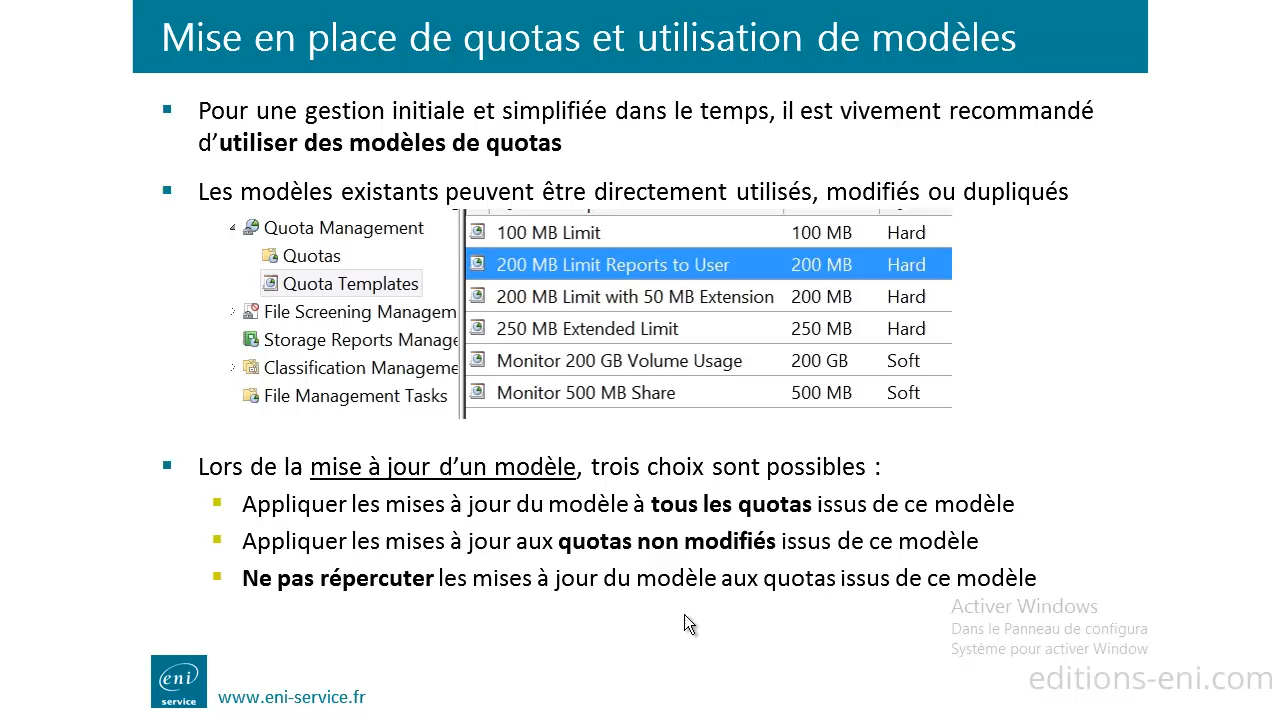 Mise en place de quotas et utilisation de modèles
Pour une gestion initiale et simplifiée dans le temps, il est vivement recommandé
d’utiliser des modèles de quotas
Les modèles existants peuvent être directement utilisés, modifiés ou dupliqués
Quota Management
Quotas
Quota Templates
File Screening Managem
Storage Reports Manage
Classification Manageme
File Management Tasks
100 MB Limit 100 MB Hard
200 MB Limit Reports to User 200 MB Hard
200 MB Limit with 50 MB Extension 200 MB Hard
250 MB Extended Limit 250 MB Hard
Monitor 200 GB Volume Usage 200 GB Soft
Monitor 500 MB Share 500 MB Soft
Lors de la mise à jour d’un modèle, trois choix sont possibles :
Appliquer les mises à jour du modèle à tous les quotas issus de ce modèle
Appliquer les mises à jour aux quotas non modifiés issus de ce modèle
Ne pas répercuter les mises à jour du modèle aux quotas issus de ce modèle
Activer Windows
Dans le Panneau de configura
Système pour activer Window
editions-eni.com
eni
service
www.eni-service.fr